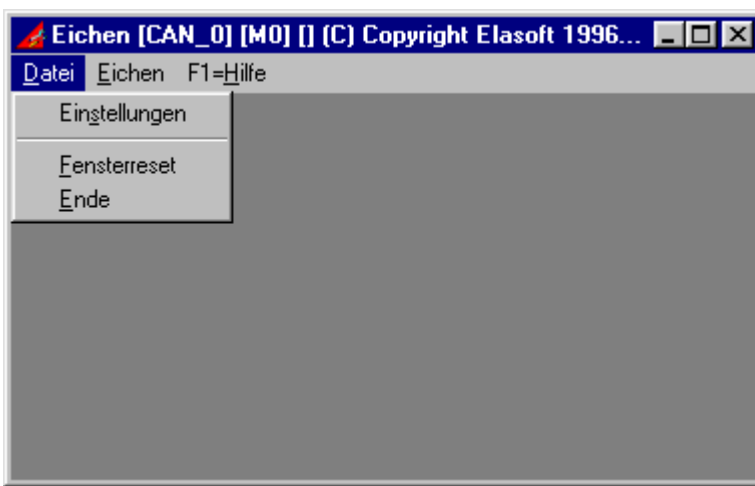 Eichen [CAN_0] [M0] [] (C) Copyright Elasoft 1996...
Datei Eichen F1=Hilfe
Einstellungen
Fensterreset
Ende